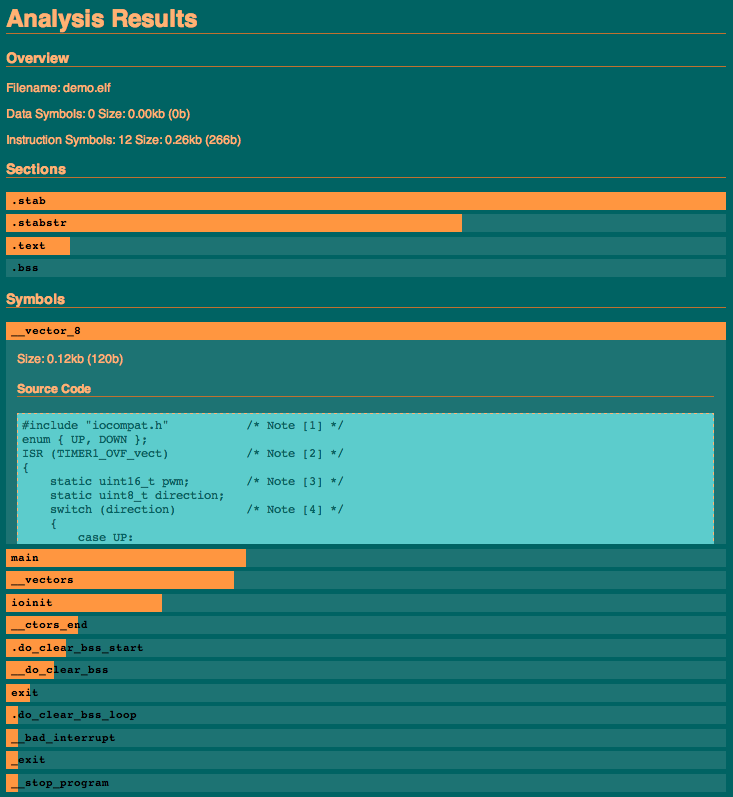 Analysis Results
Overview
Filename: demo.elf
Data Symbols: 0 Size: 0.00kb (0b)
Instruction Symbols: 12 Size: 0.26kb (266b)
Sections
.stab
.stabstr
.text
.bss
Symbols
__vector_8
Size: 0.12kb (120b)
Source Code
#include "iocompat.h"           /* Note [1] */
enum { UP, DOWN };
ISR (TIMER1_OVF_vect)           /* Note [2] */
{
    static uint16_t pwm;        /* Note [3] */
    static uint8_t direction;
    switch (direction)          /* Note [4] */
    {
        case UP:
main
__vectors
ioinit
__ctors_end
.do_clear_bss_start
__do_clear_bss
exit
.do_clear_bss_loop
__bad_interrupt
_exit
__stop_program